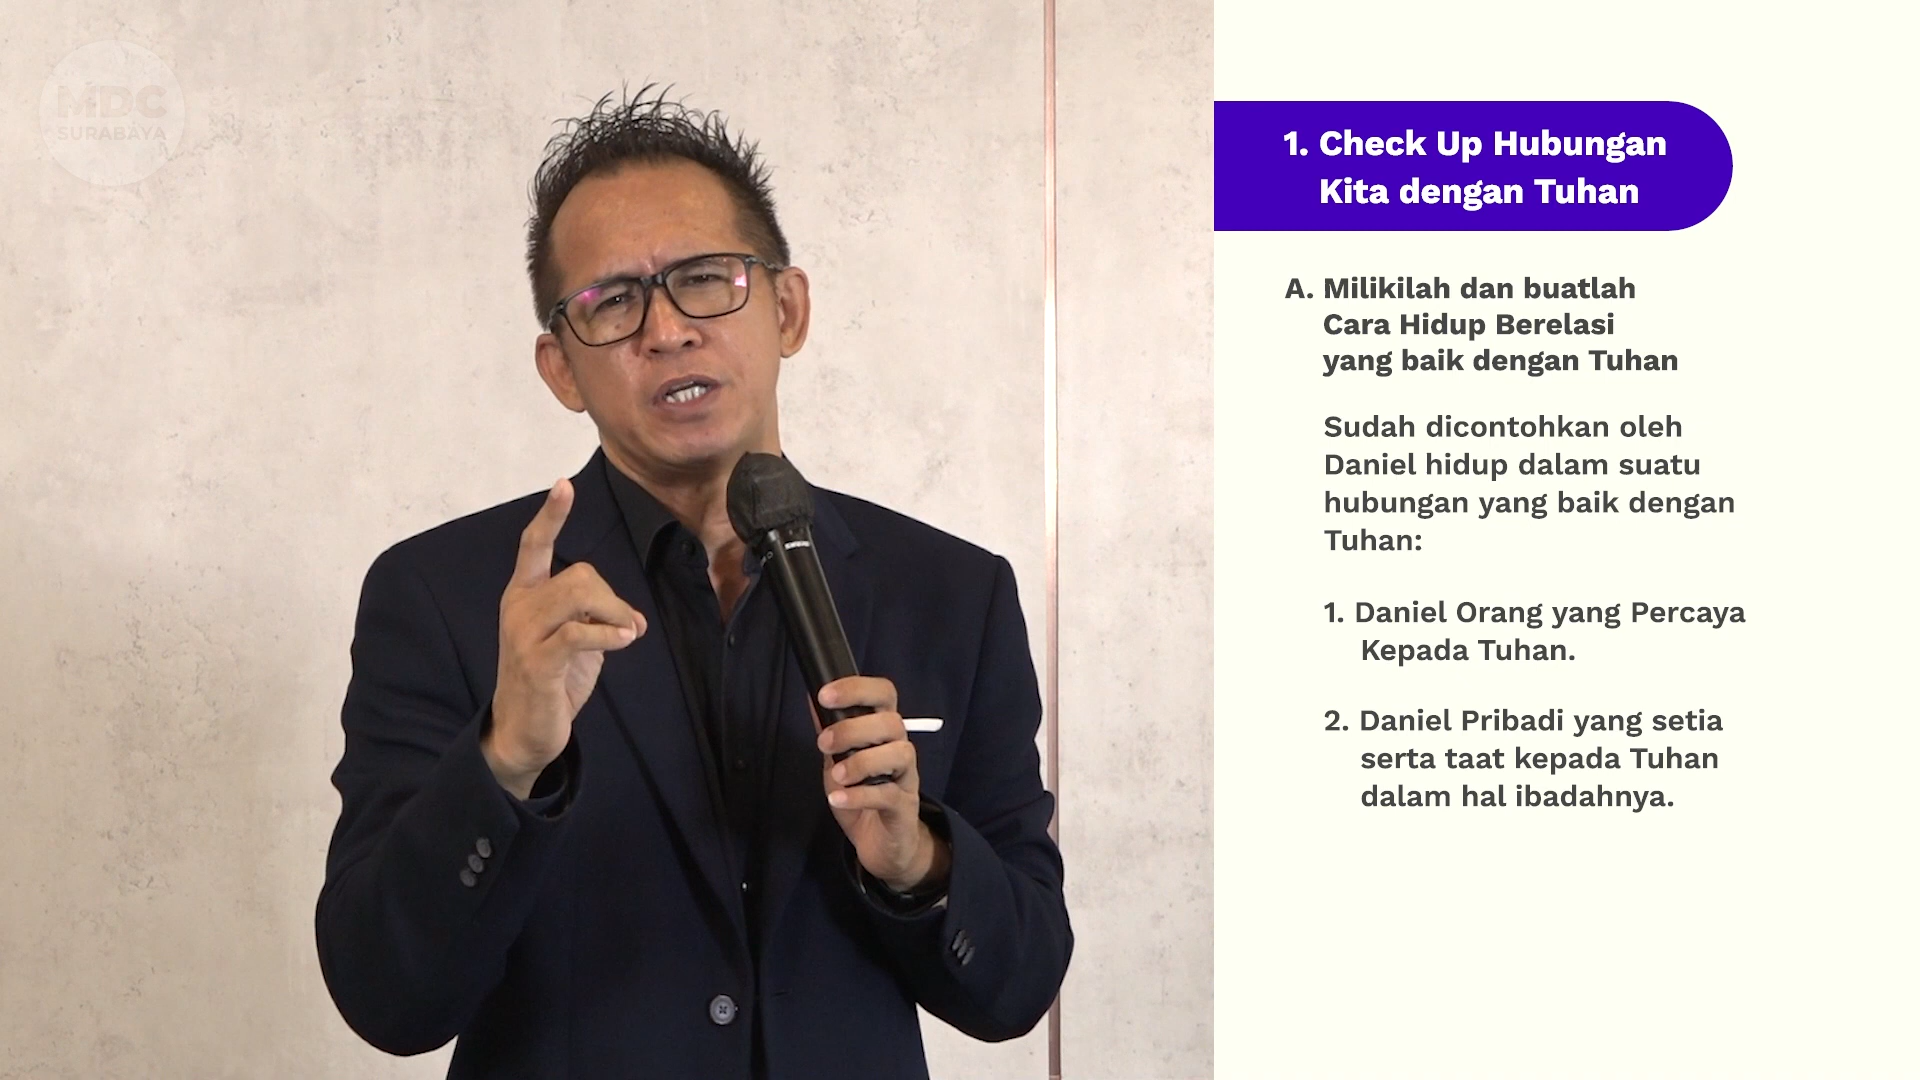 MDC
SURABAYA
1. Check Up Hubungan
Kita dengan Tuhan
A. Milikilah dan buatlah
Cara Hidup Berelasi
yang baik dengan Tuhan
Sudah dicontohkan oleh
Daniel hidup dalam suatu
hubungan yang baik dengan
Tuhan:
1. Daniel Orang yang Percaya
Kepada Tuhan.
2. Daniel Pribadi yang setia
serta taat kepada Tuhan
dalam hal ibadahnya.